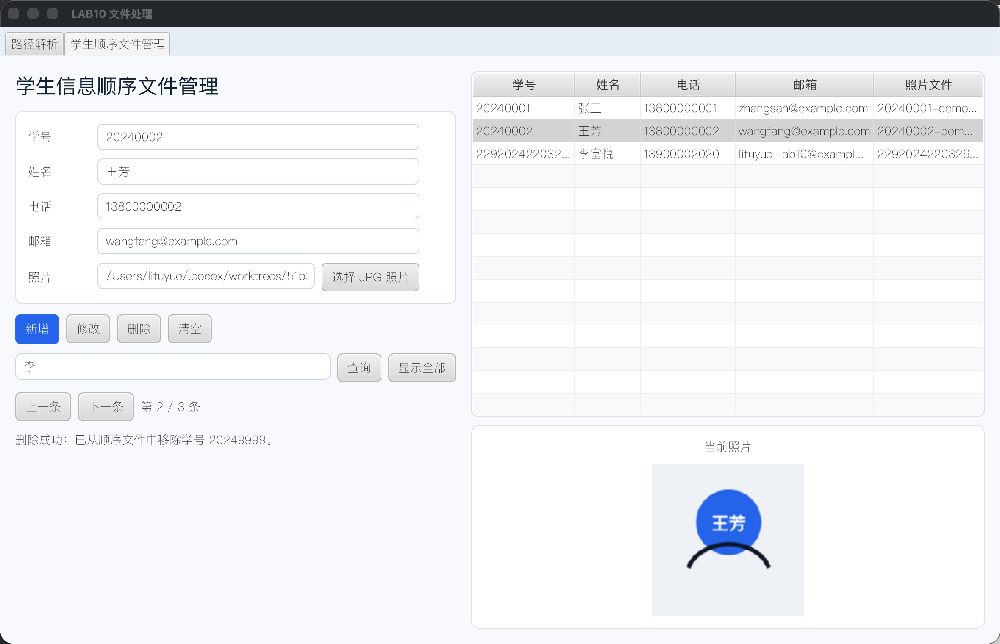 LAB10 文件处理
路径解析 学生顺序文件管理
学生信息顺序文件管理
学号 20240002
姓名 王芳
电话 13800000002
邮箱 wangfang@example.com
照片 /Users/lifuyue/.codex/worktrees/51b 选择 JPG 照片
新增 修改 删除 清空
李 查询 显示全部
上一条 下一条 第 2 / 3 条
删除成功：已从顺序文件中移除学号 20249999。
学号 姓名 电话 邮箱 照片文件
20240001 张三 13800000001 zhangsan@example.com 20240001-demo...
20240002 王芳 13800000002 wangfang@example.com 20240002-dem...
229202422032... 李富悦 13900002020 lifuyue-lab10@exampl... 2292024220326...
当前照片
王芳